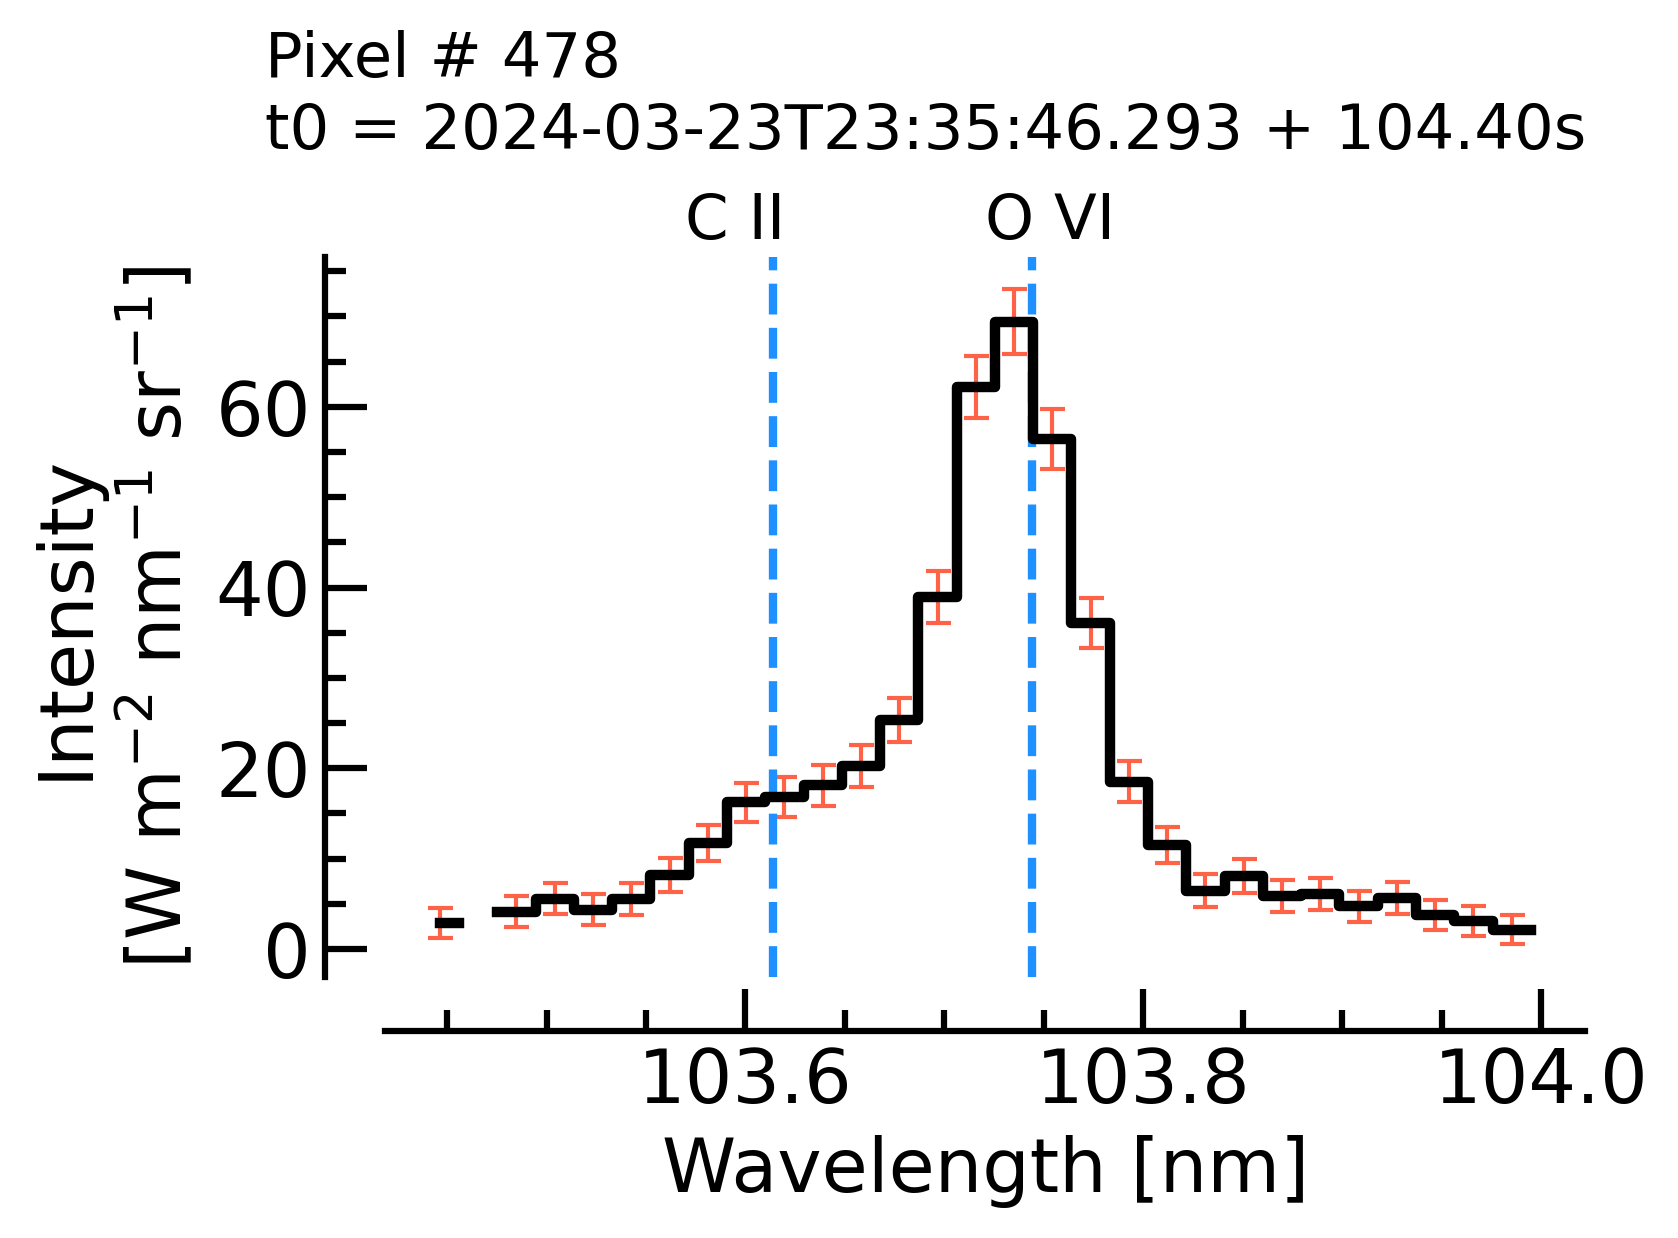 Pixel # 478
t0 = 2024-03-23T23:35:46.293 + 104.40s
C II
O VI
Intensity
[W m⁻² nm⁻¹ sr⁻¹]
60
40
20
0
103.6
103.8
104.0
Wavelength [nm]